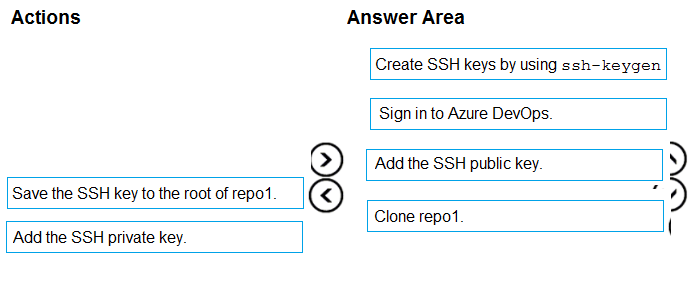 Actions
Answer Area
Create SSH keys by using ssh-keygen
Sign in to Azure DevOps.
Add the SSH public key.
Save the SSH key to the root of repo1.
Clone repo1.
Add the SSH private key.